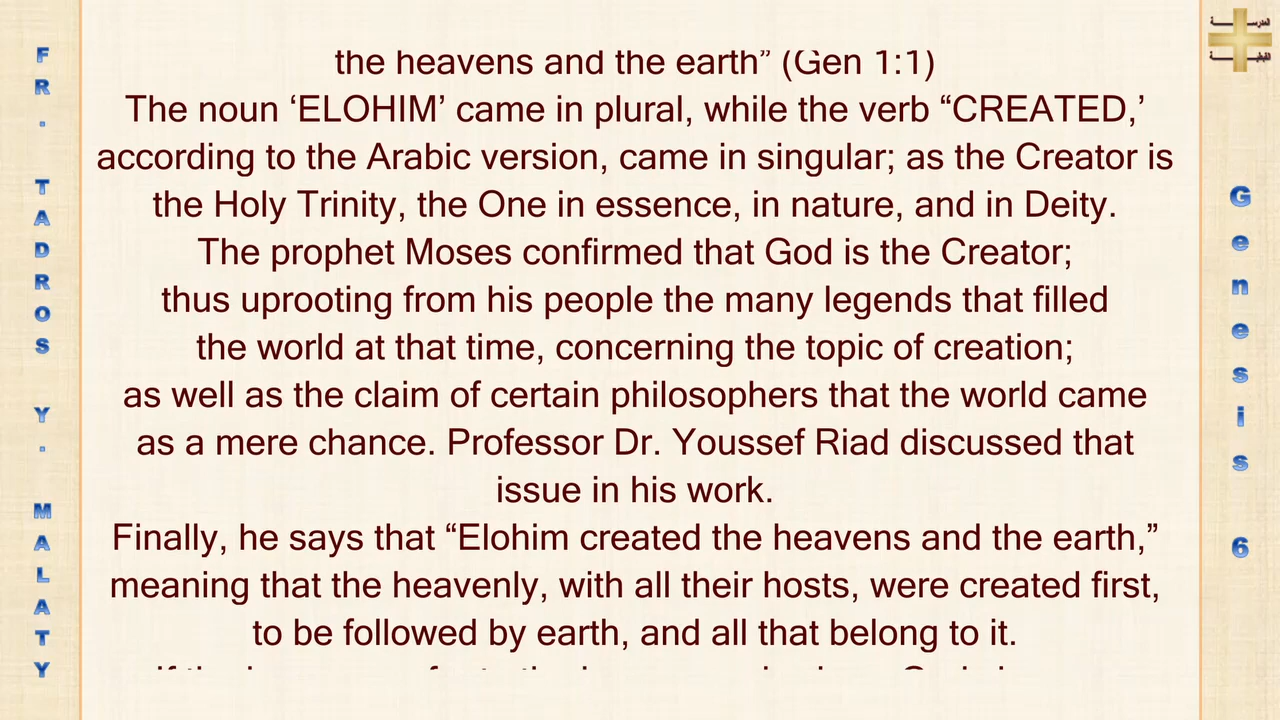 FR. TADROS Y. MALATY
the heavens and the earth” (Gen 1:1)
The noun ‘ELOHIM’ came in plural, while the verb “CREATED,’
according to the Arabic version, came in singular; as the Creator is
the Holy Trinity, the One in essence, in nature, and in Deity.
The prophet Moses confirmed that God is the Creator;
thus uprooting from his people the many legends that filled
the world at that time, concerning the topic of creation;
as well as the claim of certain philosophers that the world came
as a mere chance. Professor Dr. Youssef Riad discussed that
issue in his work.
Finally, he says that “Elohim created the heavens and the earth,”
meaning that the heavenly, with all their hosts, were created first,
to be followed by earth, and all that belong to it.
Genesis 6